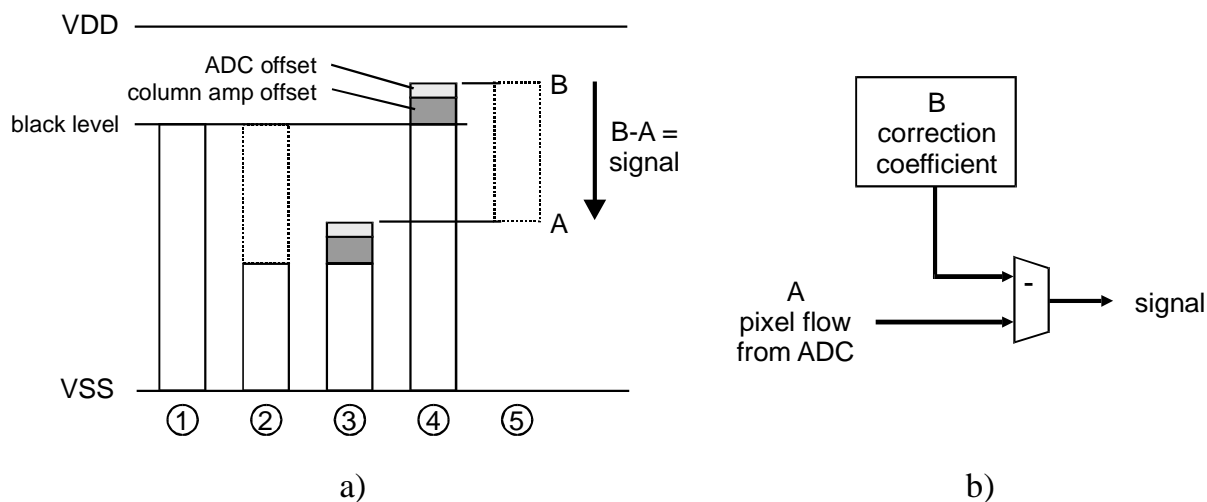 VDD
ADC offset
column amp offset
black level
B
B-A =
signal
A
VSS
① ② ③ ④ ⑤
a)
B
correction
coefficient
-
A
pixel flow
from ADC
signal
b)